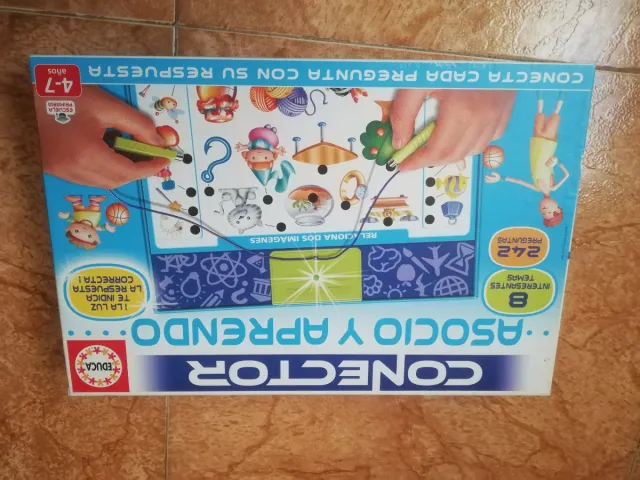 EDUCA
CONECTOR
ASOCIO Y APRENDO
8
INTERESANTES
TEMAS
242
PREGUNTAS
¡LA LUZ
TE INDICA
LA RESPUESTA
CORRECTA!
RELACIONA DOS IMÁGENES
CONECTA CADA PREGUNTA CON SU RESPUESTA
4-7
años